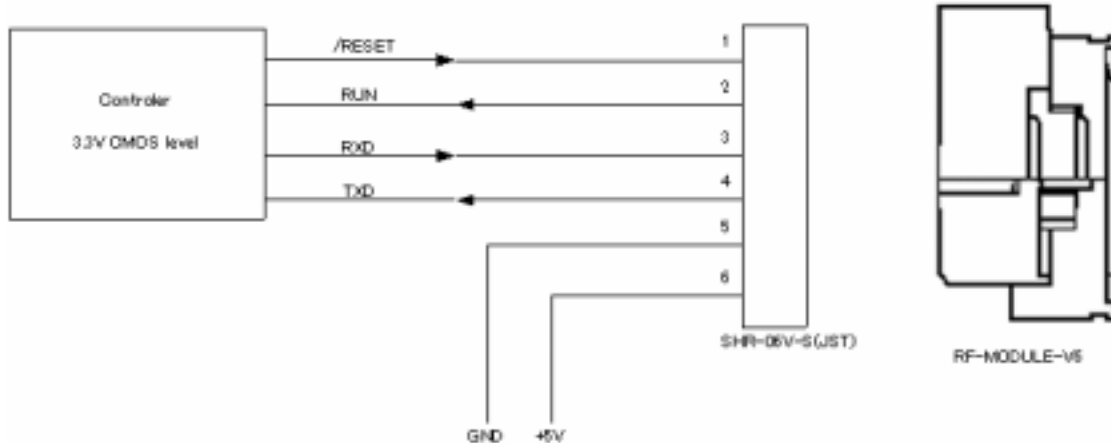 Controler
3.3V CMOS level
/RESET
RUN
RXD
TXD
1
2
3
4
5
6
SHR-06V-S(JST)
GND
+5V
RF-MODULE-V6